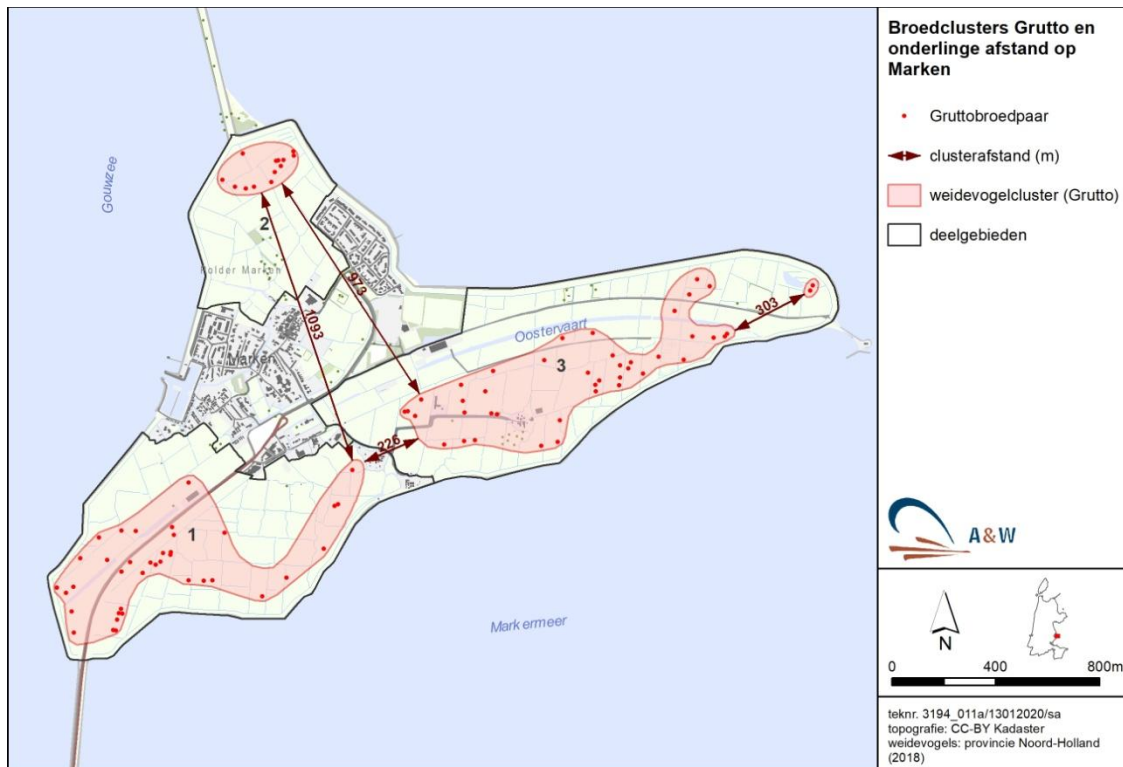 Gouwzee
2
Polder Marken
973
1093
Marken
Oostervaart
303
3
226
1
Markermeer
Broedclusters Grutto en
onderlinge afstand op
Marken
Gruttobroedpaar
clusterafstand (m)
weidevogelcluster (Grutto)
deelgebieden
A&W
N
0 400 800m
teknr. 3194_011a/13012020/sa
topografie: CC-BY Kadaster
weidevogels: provincie Noord-Holland
(2018)